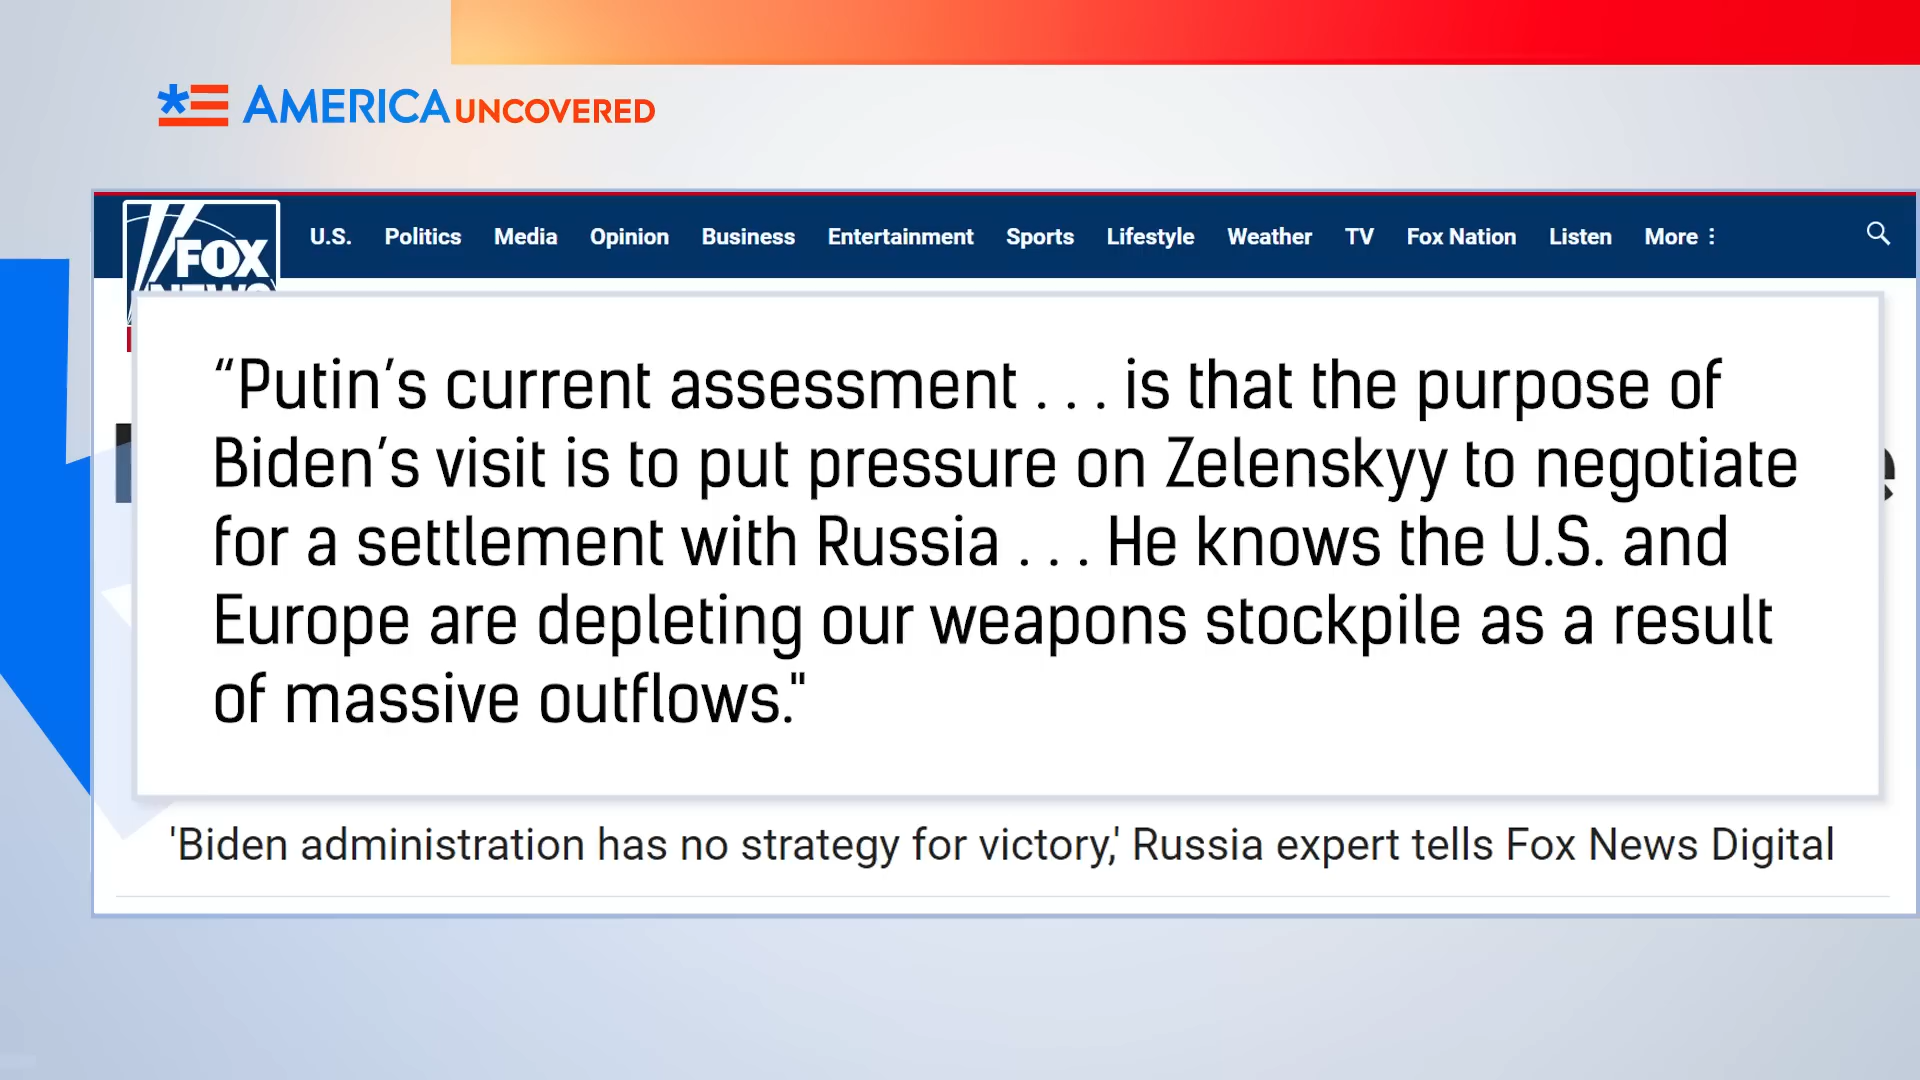 AMERICA UNCOVERED
FOX
NEWS
U.S. Politics Media Opinion Business Entertainment Sports Lifestyle Weather TV Fox Nation Listen More
“Putin’s current assessment . . . is that the purpose of
Biden’s visit is to put pressure on Zelenskyy to negotiate
for a settlement with Russia . . . He knows the U.S. and
Europe are depleting our weapons stockpile as a result
of massive outflows."
'Biden administration has no strategy for victory,' Russia expert tells Fox News Digital